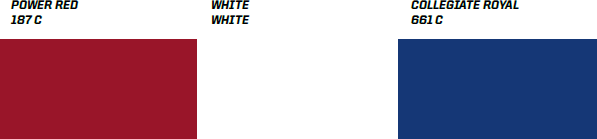 POWER RED
187 C
WHITE
WHITE
COLLEGIATE ROYAL
661 C